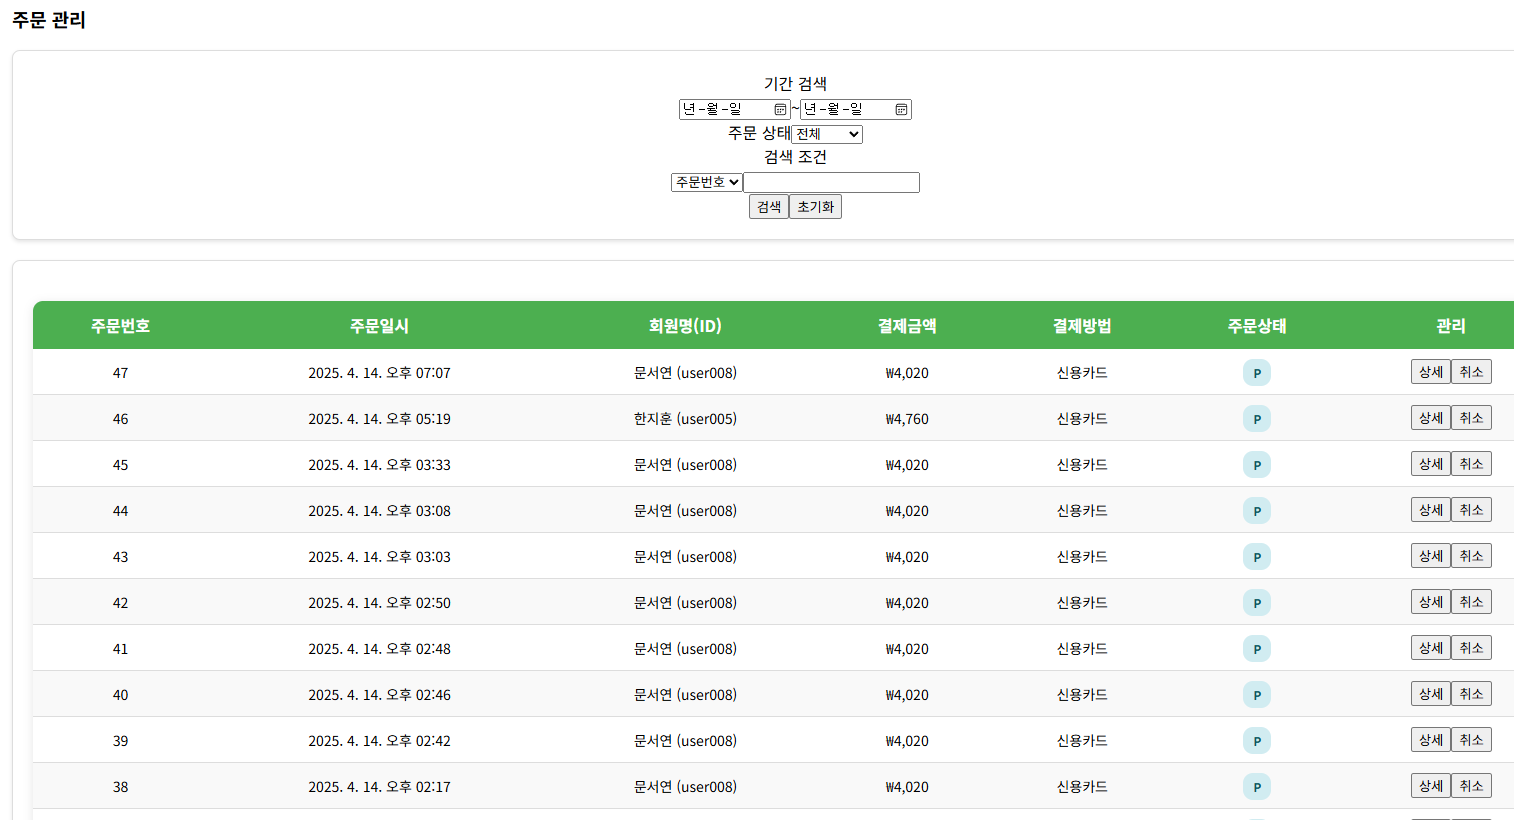 주문 관리
기간 검색
년-월-일 ~ 년-월-일
주문 상태 전체
검색 조건
주문번호
검색 초기화
주문번호 주문일시 회원명(ID) 결제금액 결제방법 주문상태 관리
47 2025. 4. 14. 오후 07:07 문서연 (user008) ₩4,020 신용카드 P 상세 취소
46 2025. 4. 14. 오후 05:19 한지훈 (user005) ₩4,760 신용카드 P 상세 취소
45 2025. 4. 14. 오후 03:33 문서연 (user008) ₩4,020 신용카드 P 상세 취소
44 2025. 4. 14. 오후 03:08 문서연 (user008) ₩4,020 신용카드 P 상세 취소
43 2025. 4. 14. 오후 03:03 문서연 (user008) ₩4,020 신용카드 P 상세 취소
42 2025. 4. 14. 오후 02:50 문서연 (user008) ₩4,020 신용카드 P 상세 취소
41 2025. 4. 14. 오후 02:48 문서연 (user008) ₩4,020 신용카드 P 상세 취소
40 2025. 4. 14. 오후 02:46 문서연 (user008) ₩4,020 신용카드 P 상세 취소
39 2025. 4. 14. 오후 02:42 문서연 (user008) ₩4,020 신용카드 P 상세 취소
38 2025. 4. 14. 오후 02:17 문서연 (user008) ₩4,020 신용카드 P 상세 취소